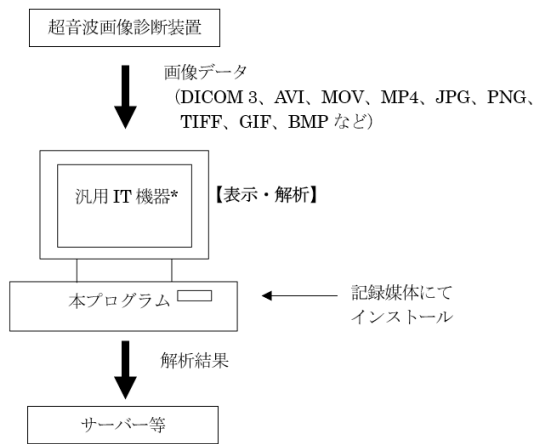 超音波画像診断装置
画像データ
（DICOM 3、AVI、MOV、MP4、JPG、PNG、
TIFF、GIF、BMP など）
汎用 IT 機器*
【表示・解析】
本プログラム
記録媒体にて
インストール
解析結果
サーバー等